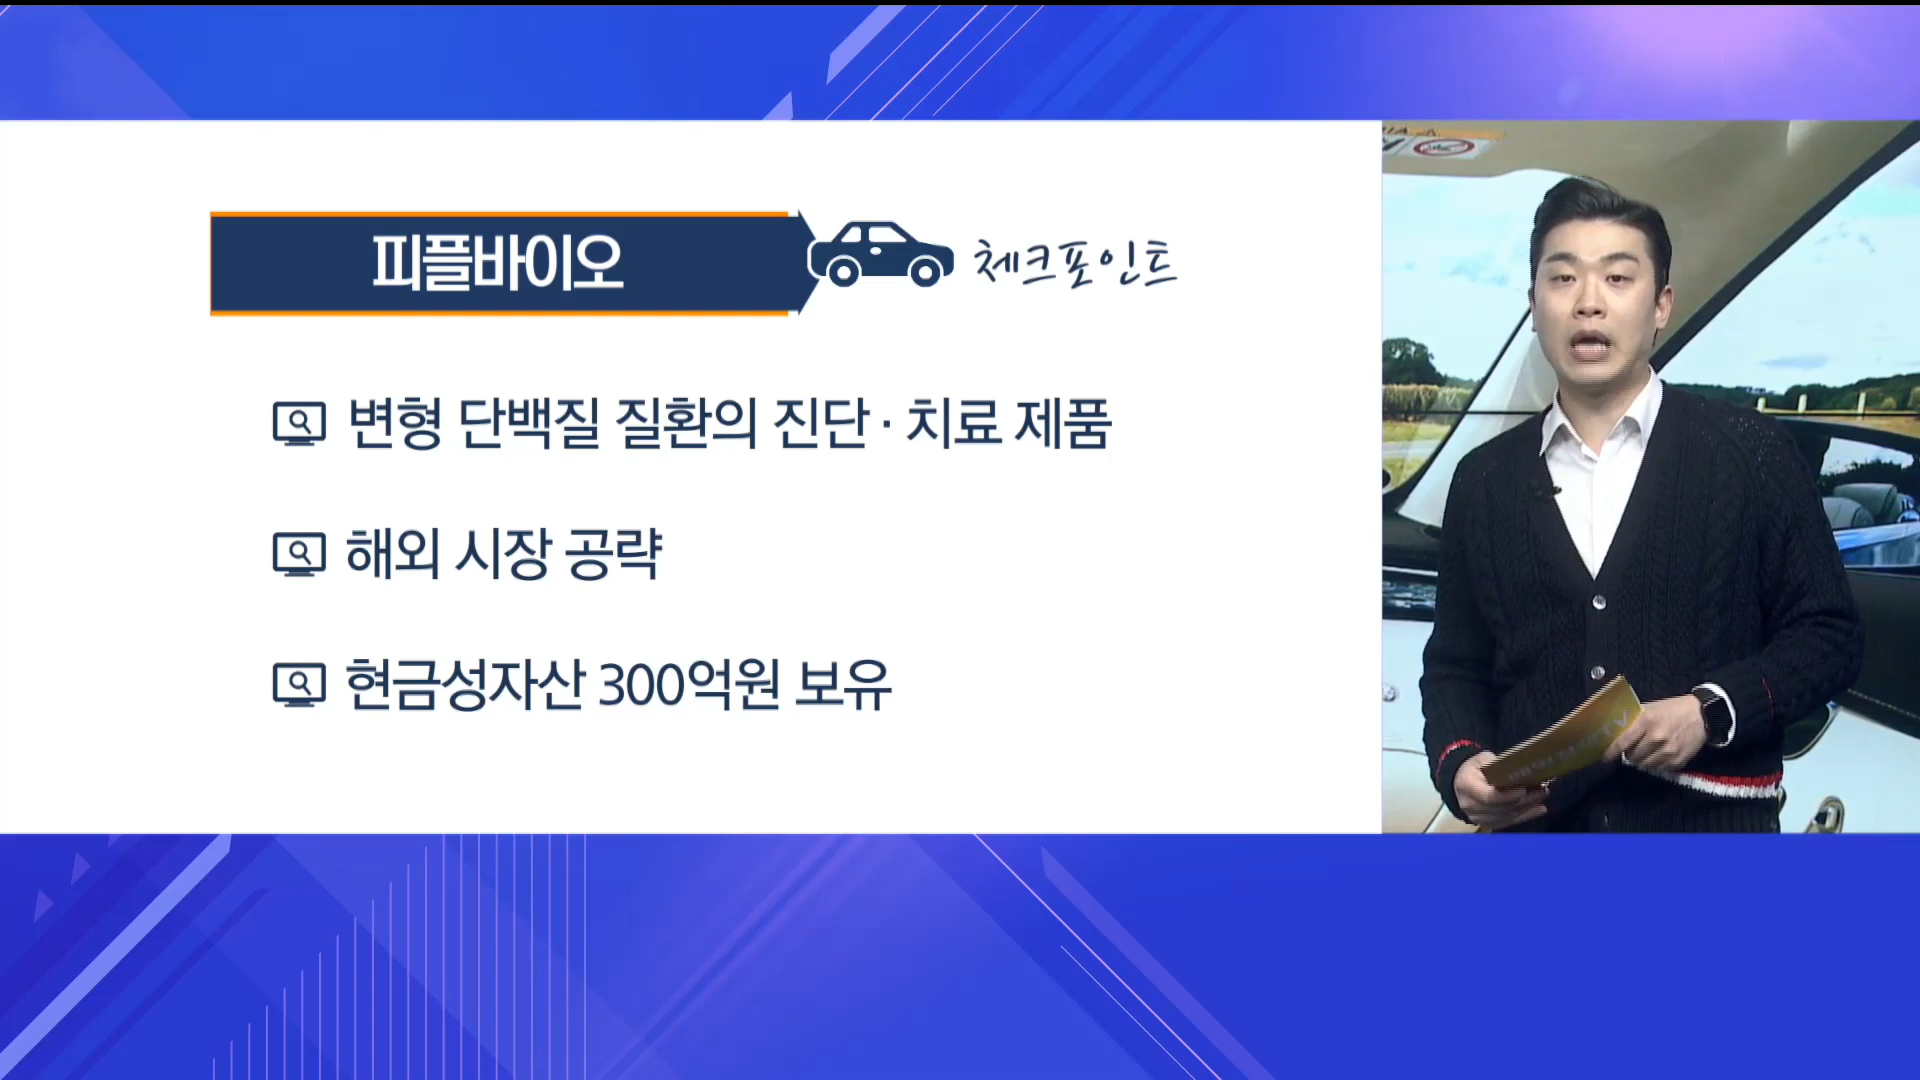 피플바이오
체크포인트
변형 단백질 질환의 진단·치료 제품
해외 시장 공략
현금성자산 300억원 보유